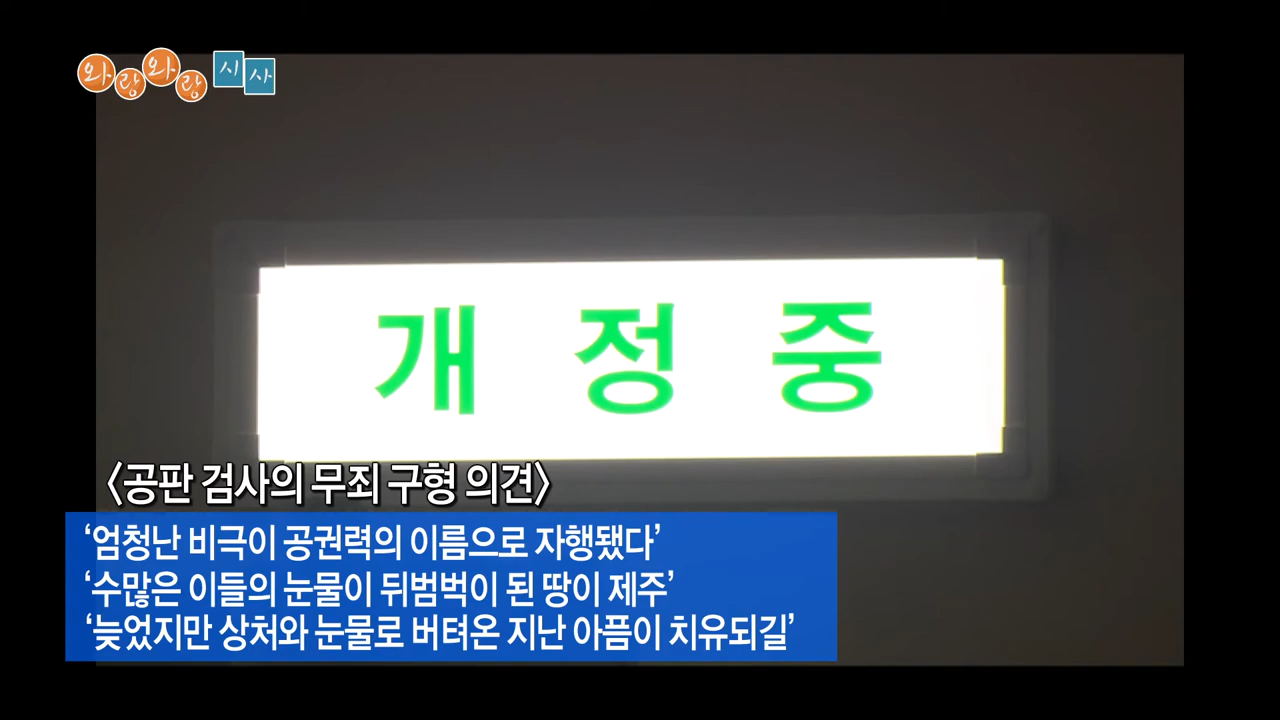 와랑와랑 시사
개정중
〈공판 검사의 무죄 구형 의견〉
‘엄청난 비극이 공권력의 이름으로 자행됐다’
‘수많은 이들의 눈물이 뒤범벅이 된 땅이 제주’
‘늦었지만 상처와 눈물로 버텨온 지난 아픔이 치유되길’